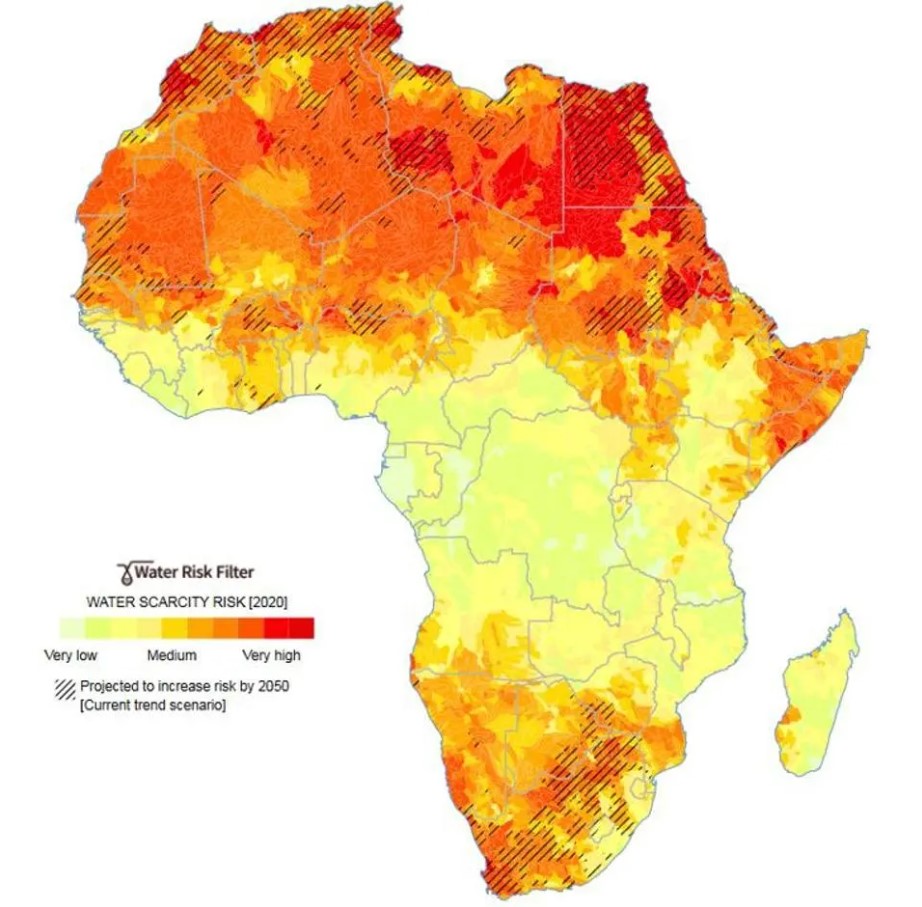 Water Risk Filter
WATER SCARCITY RISK [2020]
Very low Medium Very high
Projected to increase risk by 2050
[Current trend scenario]